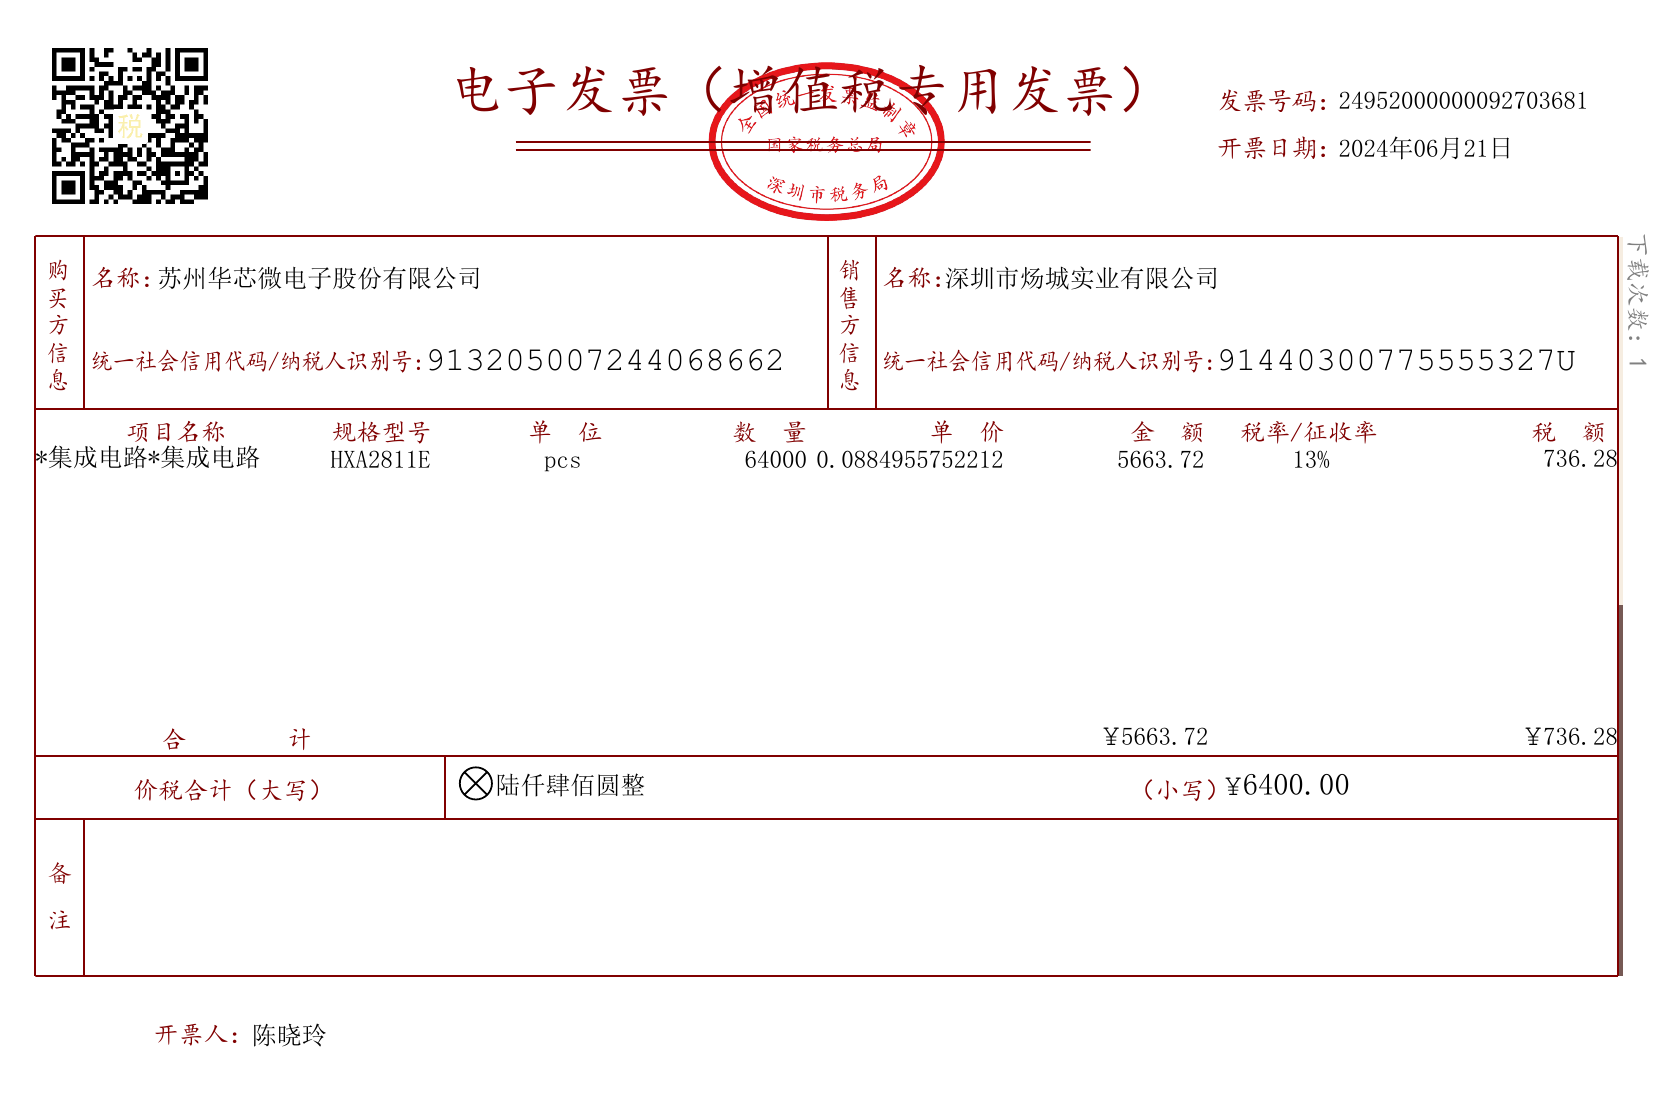 税
电子发票（增值税专用发票）
全国统一发票监制章
国家税务总局
深圳市税务局
发票号码：24952000000092703681
开票日期：2024年06月21日
下载次数：1
购买方信息
名称：苏州华芯微电子股份有限公司
统一社会信用代码/纳税人识别号：913205007244068662
销售方信息
名称：深圳市炀城实业有限公司
统一社会信用代码/纳税人识别号：91440300775555327U
项目名称 规格型号 单位 数量 单价 金额 税率/征收率 税额
*集成电路*集成电路 HXA2811E pcs 64000 0.0884955752212 5663.72 13% 736.28
合计 ¥5663.72 ¥736.28
价税合计（大写） ⊗陆仟肆佰圆整 （小写）¥6400.00
备注
开票人：陈晓玲